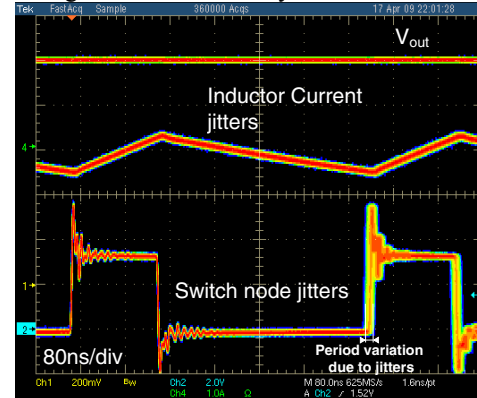 Tek FastAcq Sample 360000 Acqs 17 Apr 09 22:01:28
Vout
Inductor Current
jitters
4
1
Switch node jitters
2
Period variation
due to jitters
80ns/div
Ch1 200mV Bw Ch2 2.0V M 80.0ns 625MS/s 1.6ns/pt
Ch4 1.0A Ω A Ch2 / 1.52V